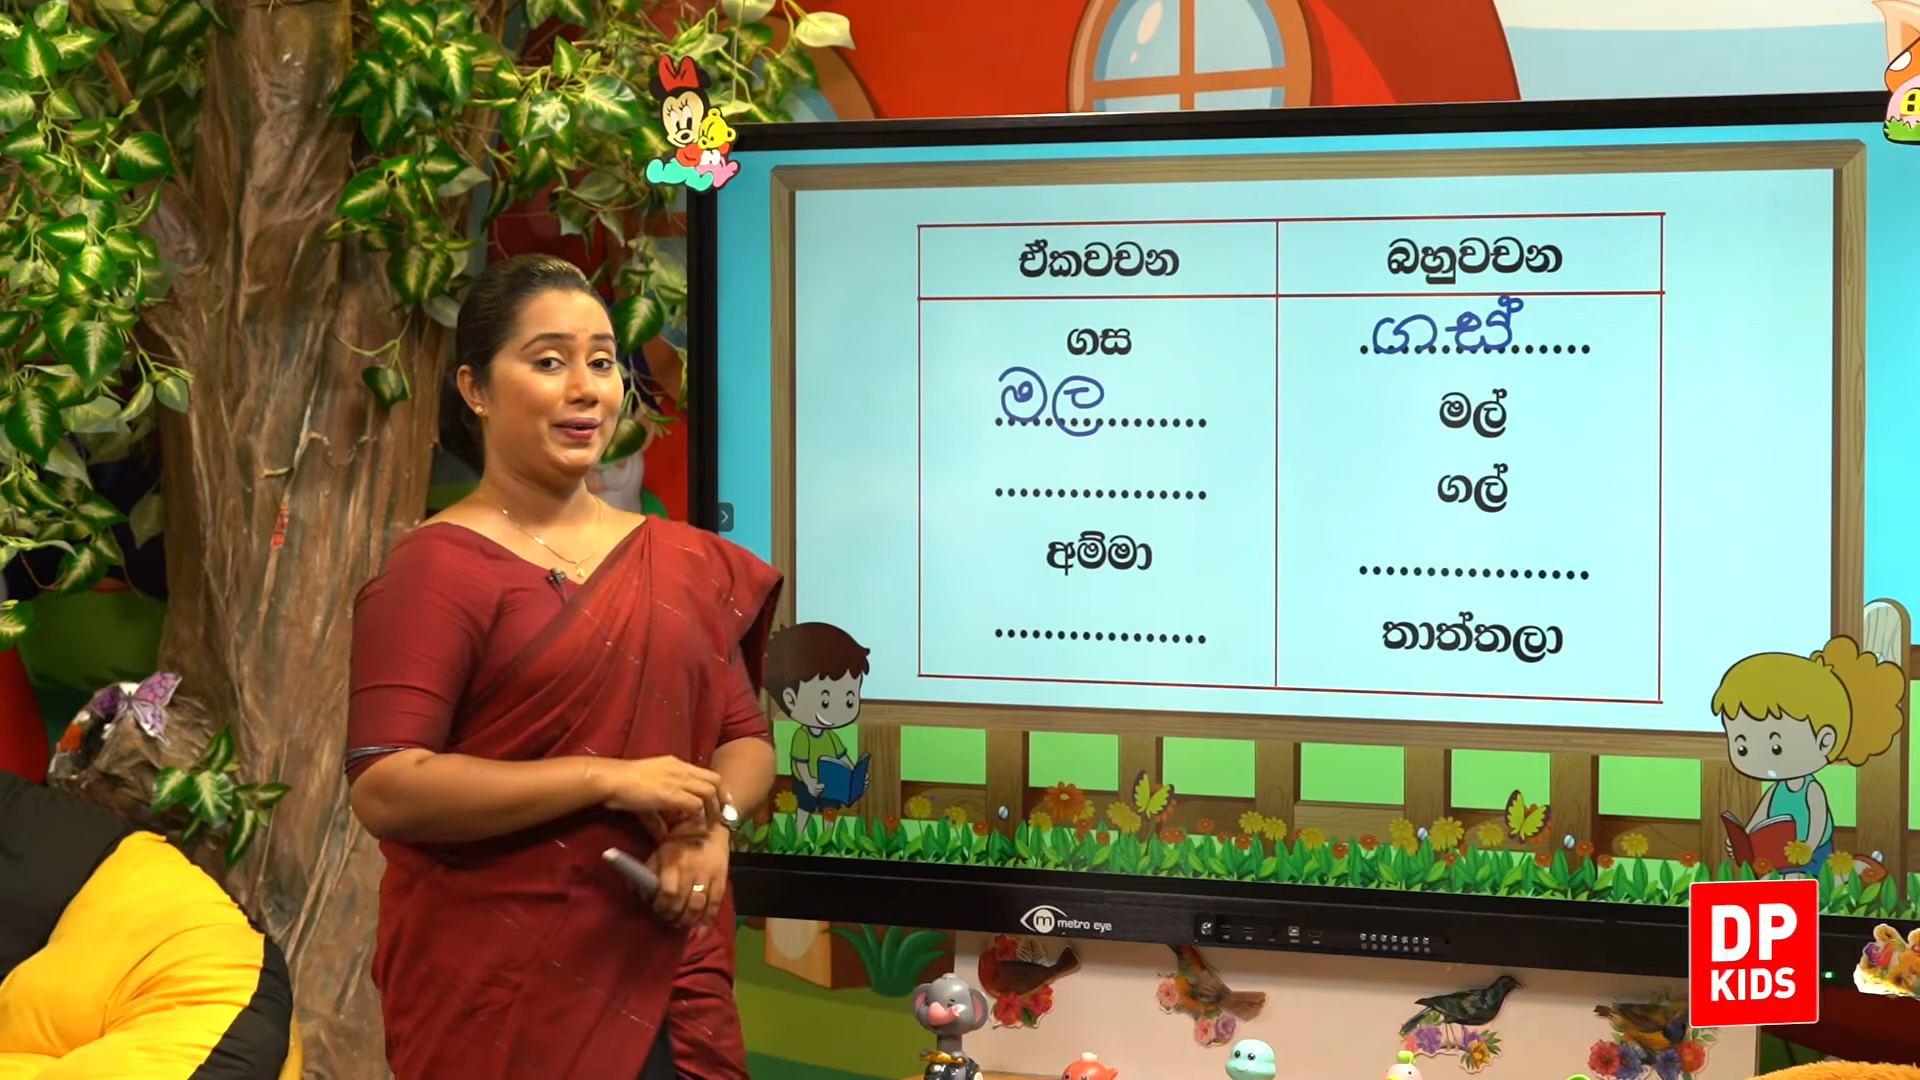 ඒකවචන බහුවචන
ගස ගස්
මල මල්
................ ගල්
අම්මා ................
................ තාත්තලා
metro eye
DP
KIDS